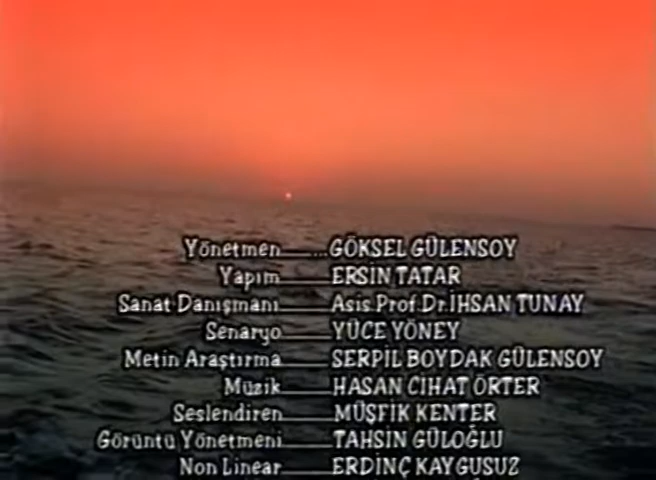 Yönetmen......GÖKSEL GÜLENSOY
Yapım......ERSİN TATAR
Sanat Danışmanı......Asis.Prof.Dr.İHSAN TUNAY
Senaryo......YÜCE YÖNEY
Metin Araştırma......SERPİL BOYDAK GÜLENSOY
Müzik......HASAN CİHAT ÖRTER
Seslendiren......MÜŞFİK KENTER
Görüntü Yönetmeni......TAHSİN GÜLOĞLU
Non Linear......ERDİNÇ KAYGUSUZ